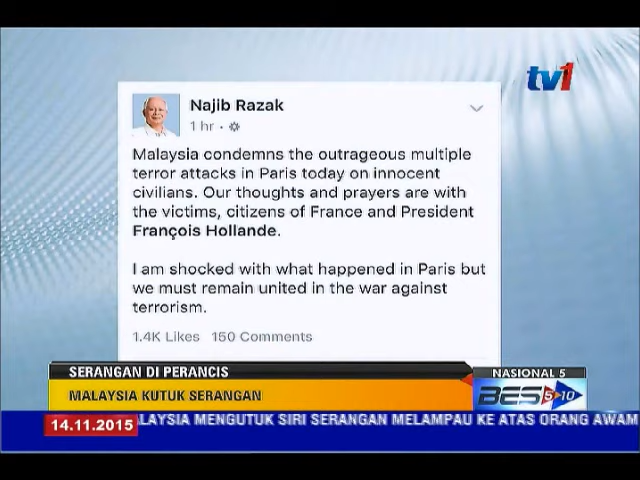 tv1
Najib Razak
1 hr ·
Malaysia condemns the outrageous multiple
terror attacks in Paris today on innocent
civilians. Our thoughts and prayers are with
the victims, citizens of France and President
François Hollande.
I am shocked with what happened in Paris but
we must remain united in the war against
terrorism.
1.4K Likes 150 Comments
SERANGAN DI PERANCIS
NASIONAL 5
MALAYSIA KUTUK SERANGAN
BES 5 10
14.11.2015 ALAYSIA MENGUTUK SIRI SERANGAN MELAMPAU KE ATAS ORANG AWAM